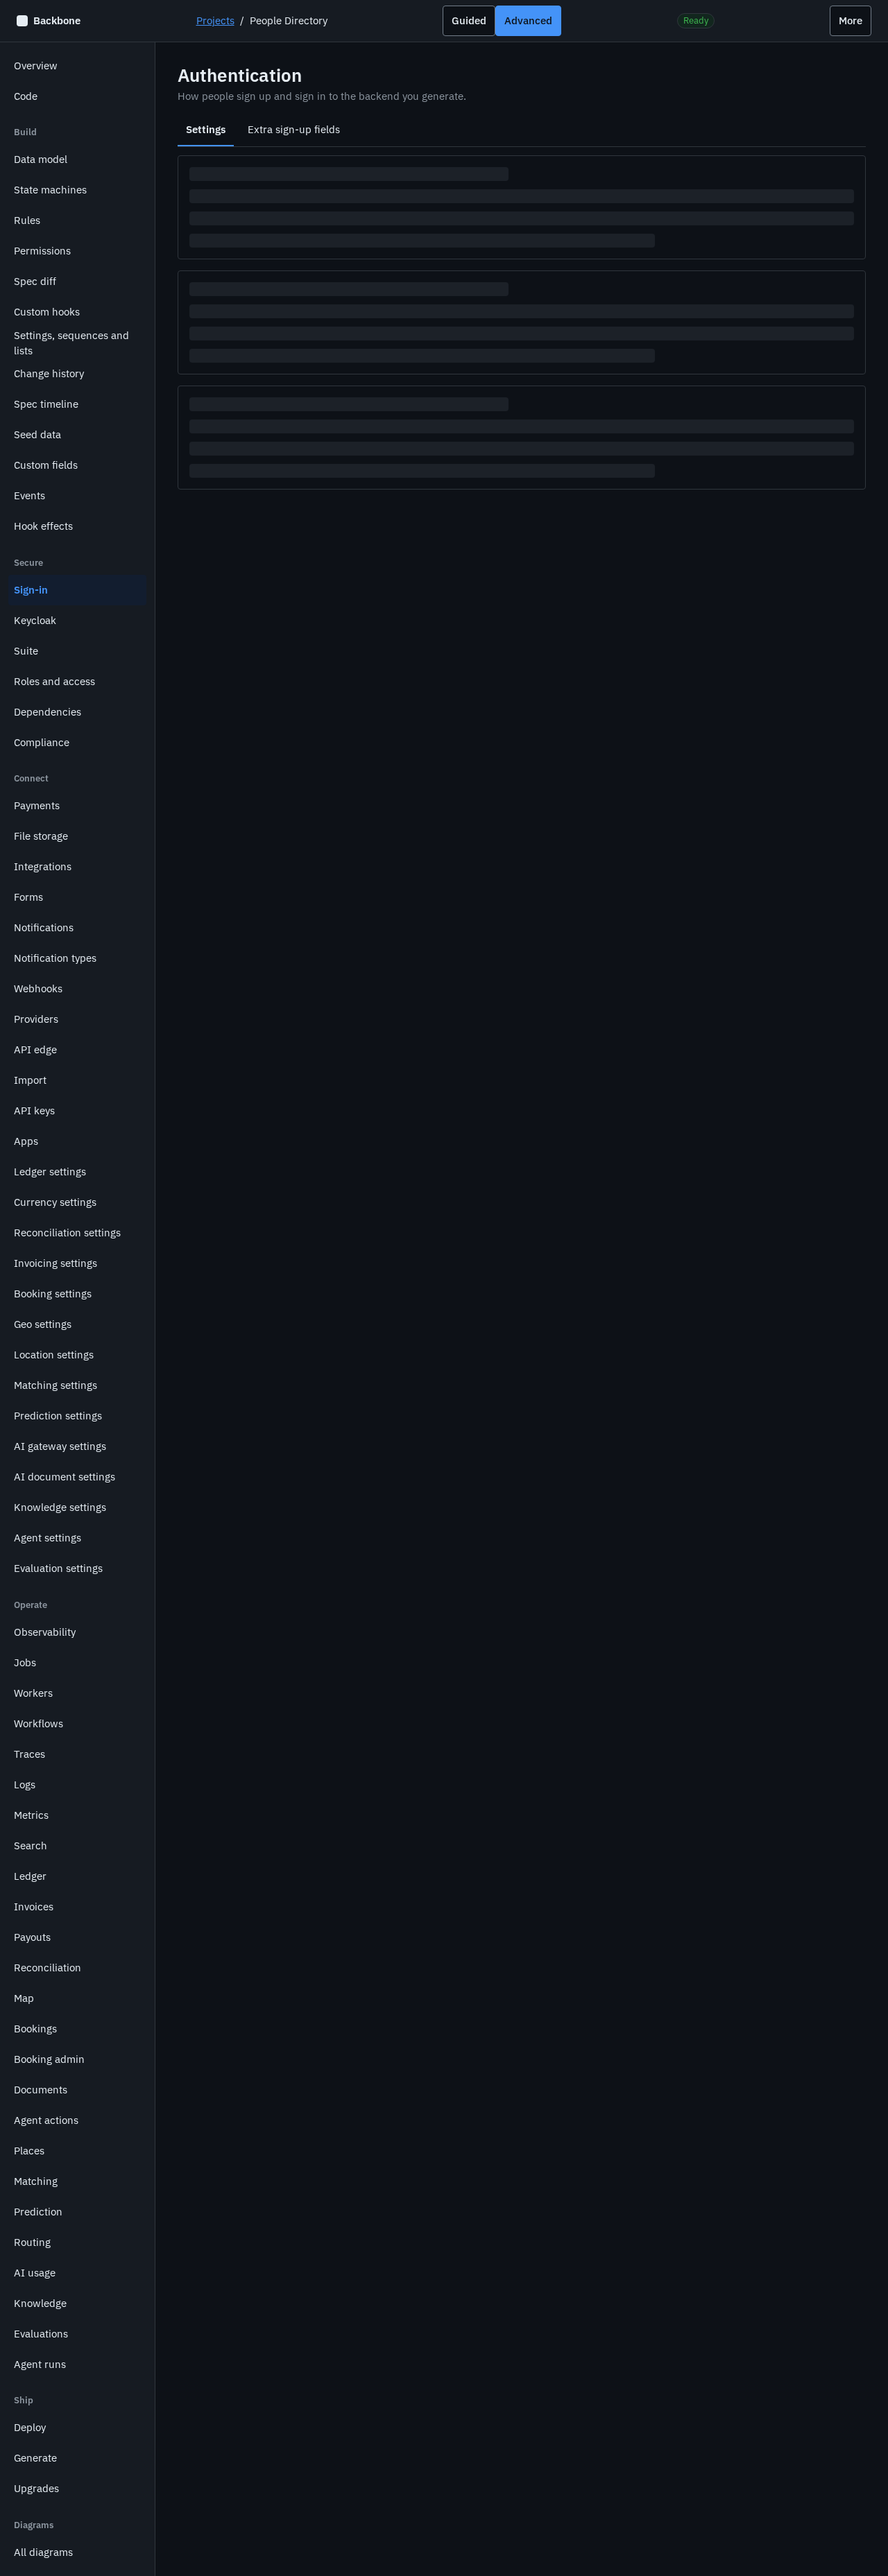 Backbone
Projects / People Directory
Guided
Advanced
Ready
More
Overview
Code
Build
Data model
State machines
Rules
Permissions
Spec diff
Custom hooks
Settings, sequences and
lists
Change history
Spec timeline
Seed data
Custom fields
Events
Hook effects
Secure
Sign-in
Keycloak
Suite
Roles and access
Dependencies
Compliance
Connect
Payments
File storage
Integrations
Forms
Notifications
Notification types
Webhooks
Providers
API edge
Import
API keys
Apps
Ledger settings
Currency settings
Reconciliation settings
Invoicing settings
Booking settings
Geo settings
Location settings
Matching settings
Prediction settings
AI gateway settings
AI document settings
Knowledge settings
Agent settings
Evaluation settings
Operate
Observability
Jobs
Workers
Workflows
Traces
Logs
Metrics
Search
Ledger
Invoices
Payouts
Reconciliation
Map
Bookings
Booking admin
Documents
Agent actions
Places
Matching
Prediction
Routing
AI usage
Knowledge
Evaluations
Agent runs
Ship
Deploy
Generate
Upgrades
Diagrams
All diagrams
Authentication
How people sign up and sign in to the backend you generate.
Settings
Extra sign-up fields